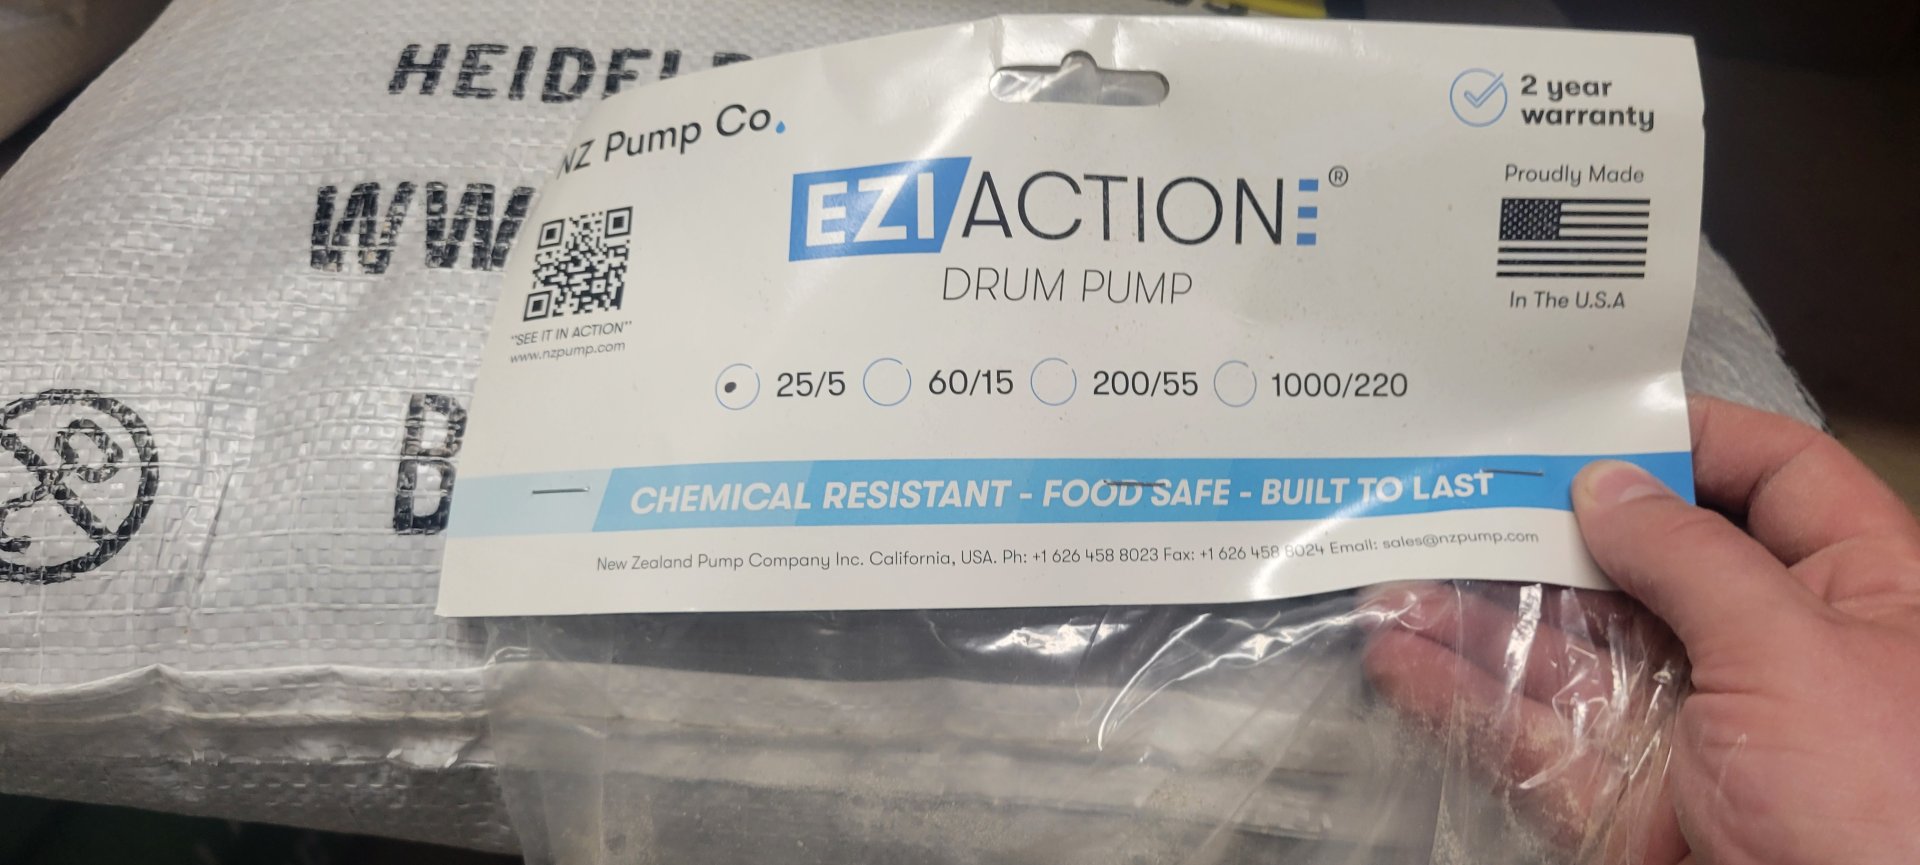 NZ Pump Co.
EZI ACTION®
DRUM PUMP
2 year
warranty
Proudly Made
In The U.S.A
"SEE IT IN ACTION"
www.nzpump.com
25/5 60/15 200/55 1000/220
CHEMICAL RESISTANT - FOOD SAFE - BUILT TO LAST
New Zealand Pump Company Inc. California, USA. Ph: +1 626 458 8023 Fax: +1 626 458 8024 Email: sales@nzpump.com